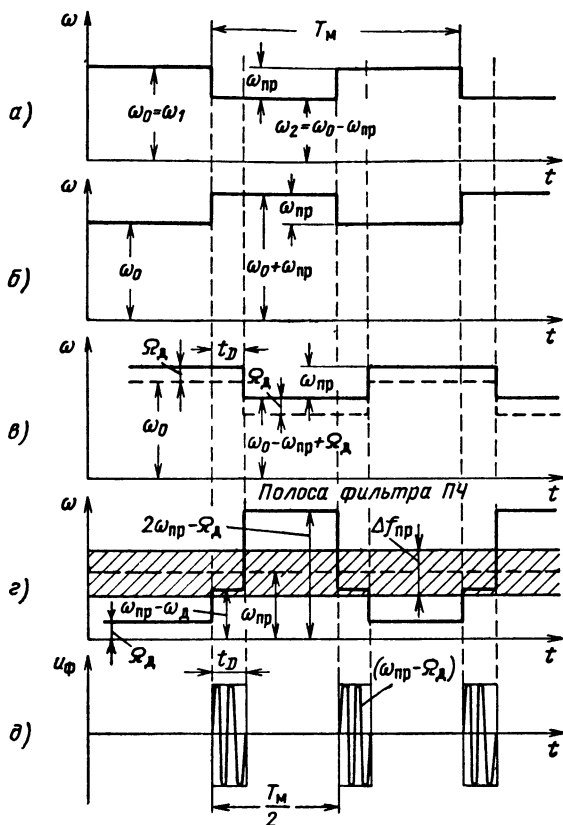 ω
T_м
ω_пр
ω_0=ω_1
ω_2=ω_0-ω_пр
а)
t
ω
ω_пр
ω_0
ω_0+ω_пр
б)
t
ω
Ω_д
t_D
Ω_д
ω_пр
ω_0
ω_0-ω_пр+Ω_д
в)
t
Полоса фильтра ПЧ
ω
2ω_пр-Ω_д
Δf_пр
г)
ω_пр-ω_д
ω_пр
Ω_д
t
u_ф
t_D
(ω_пр-Ω_д)
д)
t
T_м
2